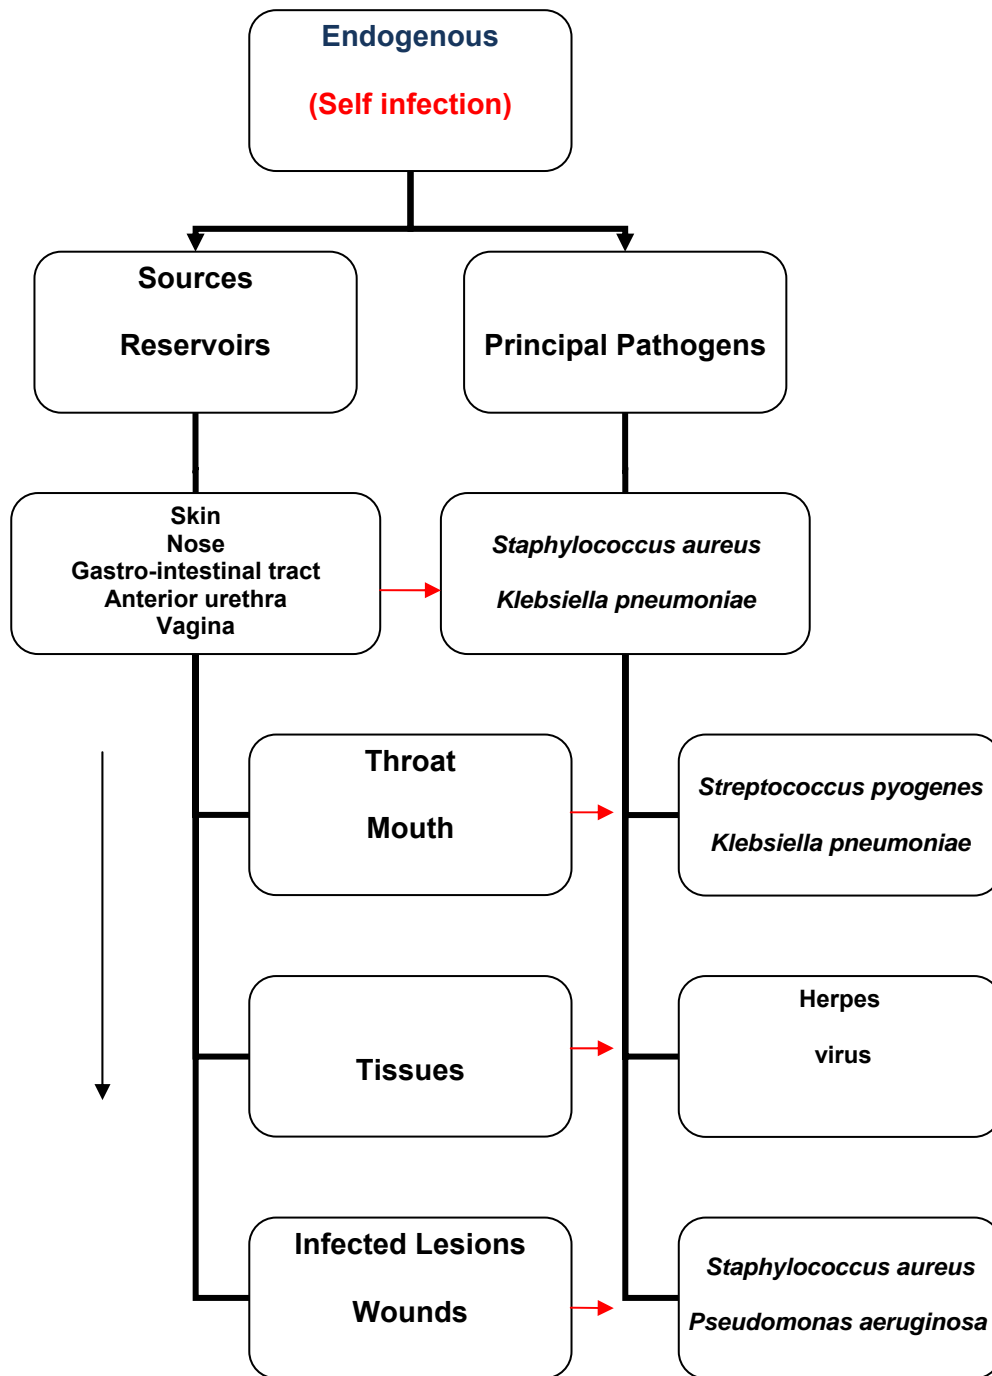 Endogenous
(Self infection)
Sources
Reservoirs
Principal Pathogens
Skin
Nose
Gastro-intestinal tract
Anterior urethra
Vagina
Staphylococcus aureus
Klebsiella pneumoniae
Throat
Mouth
Streptococcus pyogenes
Klebsiella pneumoniae
Tissues
Herpes
virus
Infected Lesions
Wounds
Staphylococcus aureus
Pseudomonas aeruginosa